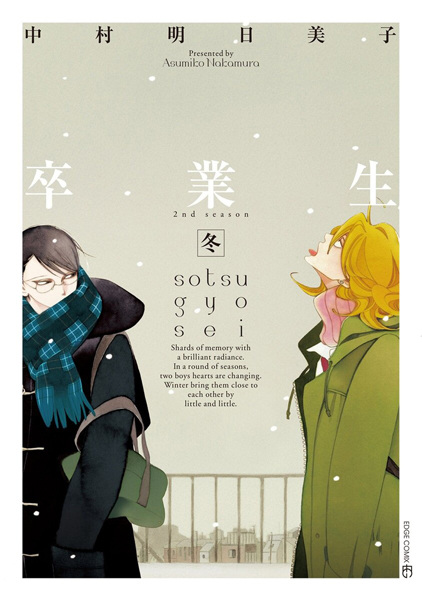 中村明日美子
Presented by
Asumiko Nakamura
卒業生
2nd season
冬
sotsu
gyo
sei
Shards of memory with
a brilliant radiance.
In a round of seasons,
two boys hearts are changing.
Winter bring them close to
each other by
little and little.
EDGE COMIX